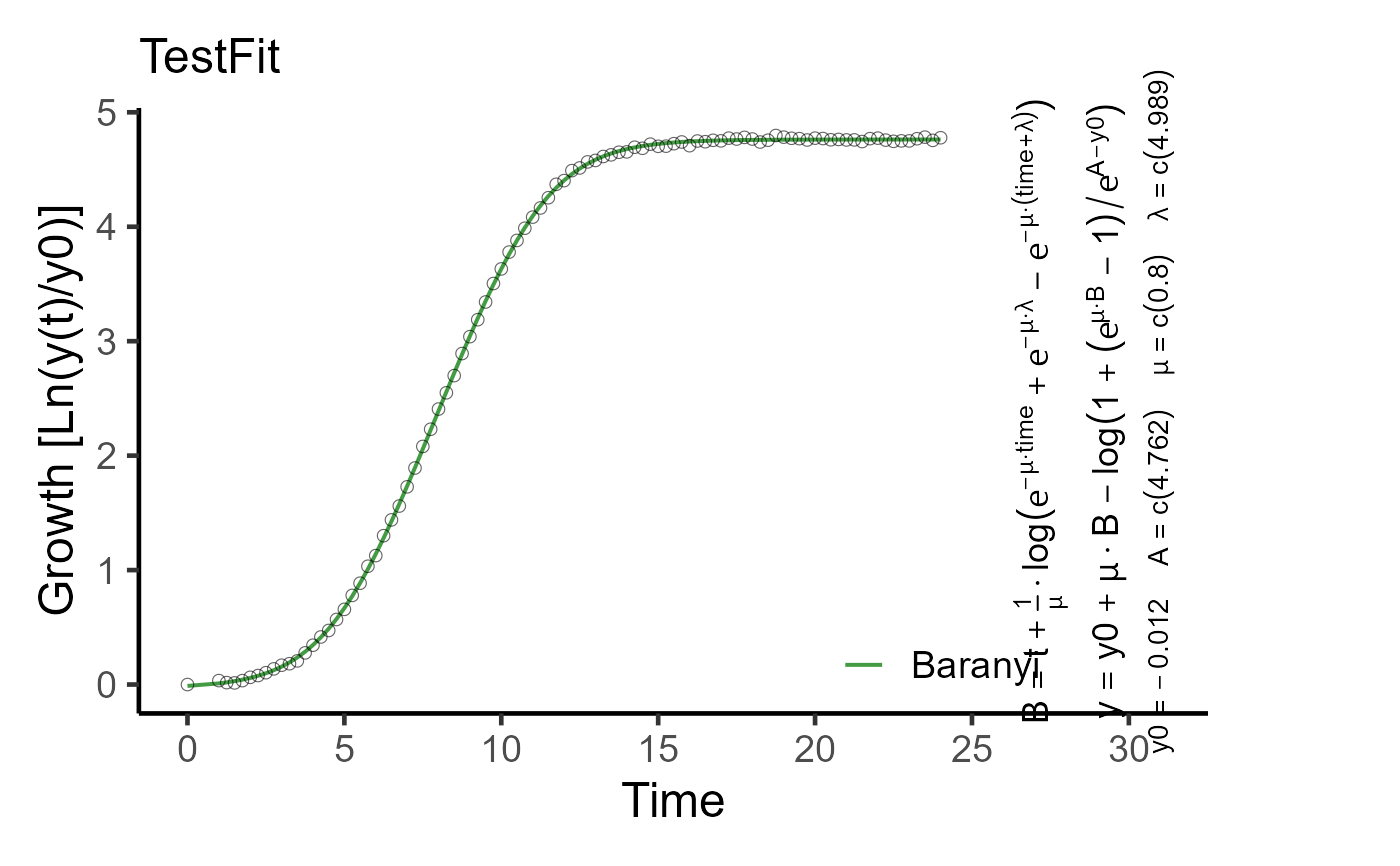 TestFit
Growth [Ln(y(t)/y0)]
5
4
3
2
1
0
0 5 10 15 20 25 30
Time
Baranyi
B = t + 1/μ · log(e^(−μ·time) + e^(−μ·λ) − e^(−μ·(time+λ)))
y = y0 + μ · B − log(1 + (e^(μ·B) − 1)/e^(A−y0))
y0 = − 0.012 A = c(4.762) μ = c(0.8) λ = c(4.989)